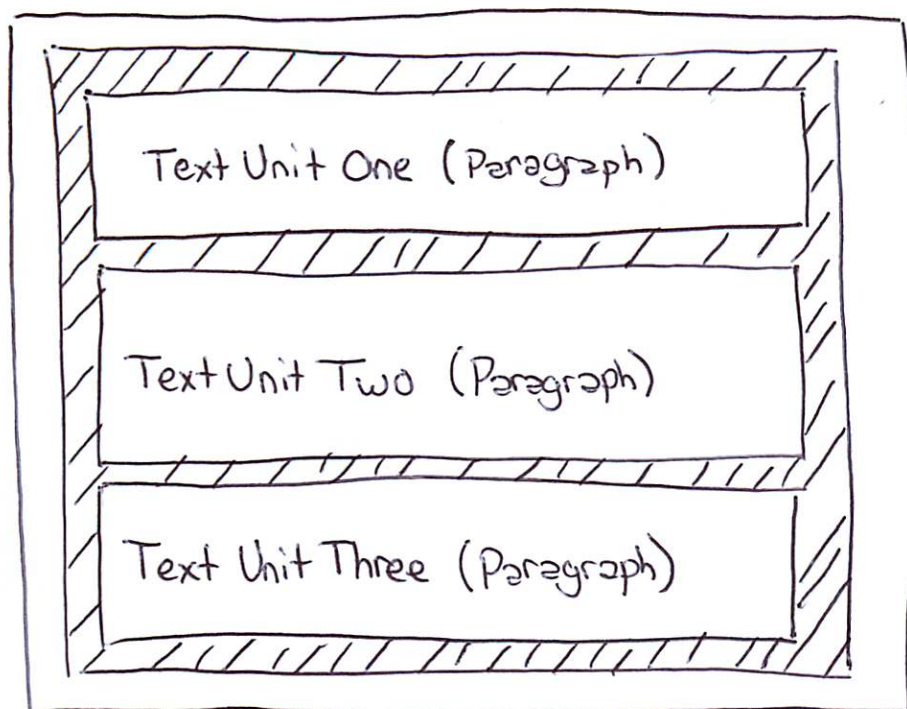 Text Unit One (Paragraph)
Text Unit Two (Paragraph)
Text Unit Three (Paragraph)